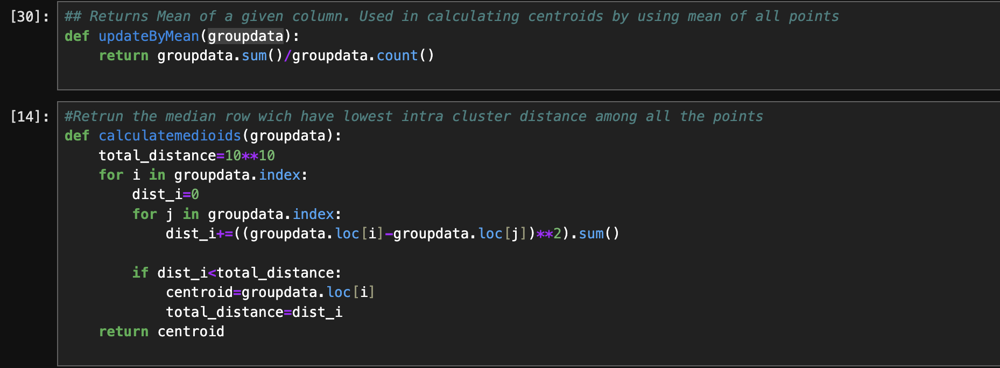 [30]:
## Returns Mean of a given column. Used in calculating centroids by using mean of all points
def updateByMean(groupdata):
    return groupdata.sum()/groupdata.count()
[14]:
#Retrun the median row wich have lowest intra cluster distance among all the points
def calculatemedioids(groupdata):
    total_distance=10**10
    for i in groupdata.index:
        dist_i=0
        for j in groupdata.index:
            dist_i+=((groupdata.loc[i]-groupdata.loc[j])**2).sum()
        if dist_i<total_distance:
            centroid=groupdata.loc[i]
            total_distance=dist_i
    return centroid